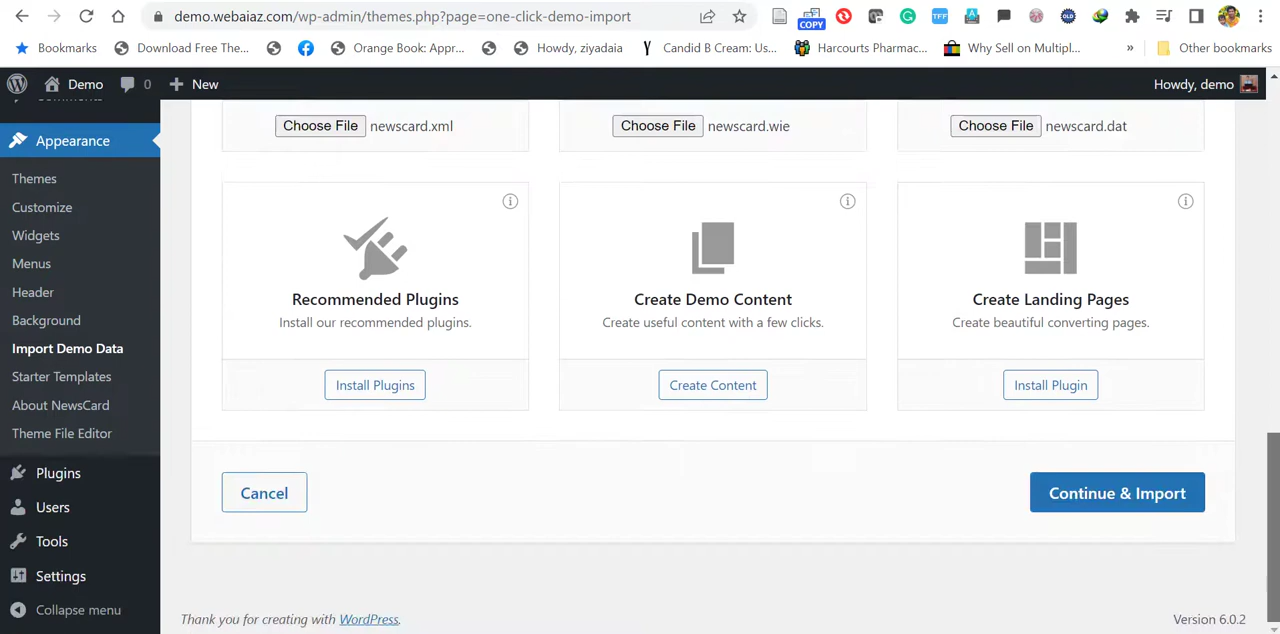 demo.webaiaz.com/wp-admin/themes.php?page=one-click-demo-import
COPY
TFF
OLD
Bookmarks
Download Free The...
Orange Book: Appr...
Howdy, ziyadaia
Candid B Cream: Us...
Harcourts Pharmac...
Why Sell on Multipl...
»
Other bookmarks
Demo
0
New
Howdy, demo
Comments
Appearance
Themes
Customize
Widgets
Menus
Header
Background
Import Demo Data
Starter Templates
About NewsCard
Theme File Editor
Plugins
Users
Tools
Settings
Collapse menu
Choose File newscard.xml
Choose File newscard.wie
Choose File newscard.dat
Recommended Plugins
Install our recommended plugins.
Install Plugins
Create Demo Content
Create useful content with a few clicks.
Create Content
Create Landing Pages
Create beautiful converting pages.
Install Plugin
Cancel
Continue & Import
Thank you for creating with WordPress.
Version 6.0.2